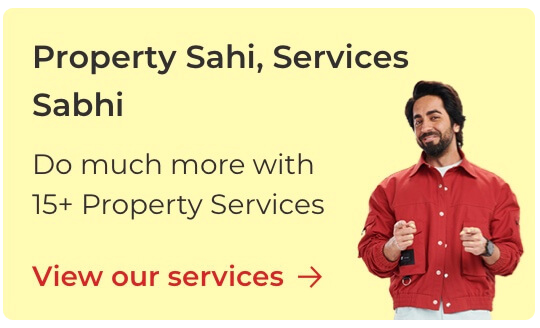 Property Sahi, Services
Sabhi
Do much more with
15+ Property Services
View our services →